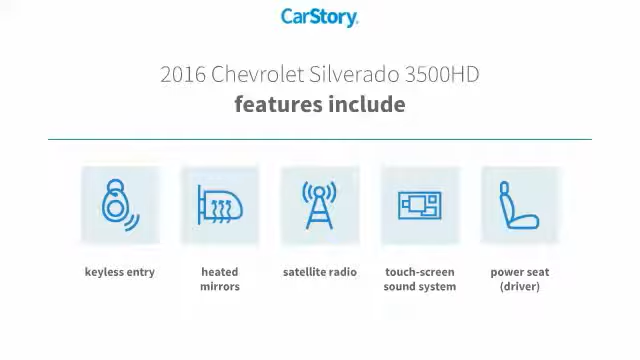 CarStory.
2016 Chevrolet Silverado 3500HD
features include
keyless entry
heated
mirrors
satellite radio
touch-screen
sound system
power seat
(driver)